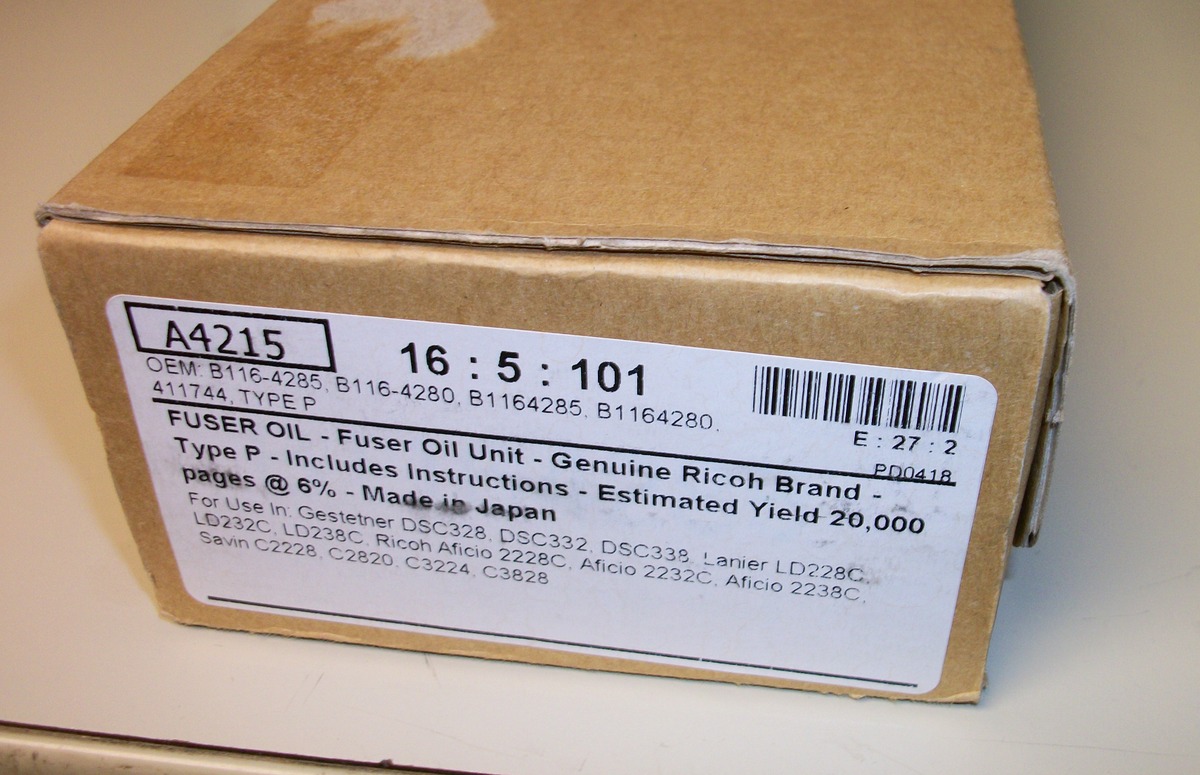 A4215
16 : 5 : 101
OEM: B116-4285, B116-4280, B1164285, B1164280,
411744, TYPE P
E : 27 : 2
PD0418
FUSER OIL - Fuser Oil Unit - Genuine Ricoh Brand -
Type P - Includes Instructions - Estimated Yield 20,000
pages @ 6% - Made in Japan
For Use In: Gestetner DSC328, DSC332, DSC338, Lanier LD228C,
LD232C, LD238C, Ricoh Aficio 2228C, Aficio 2232C, Aficio 2238C,
Savin C2228, C2820, C3224, C3828